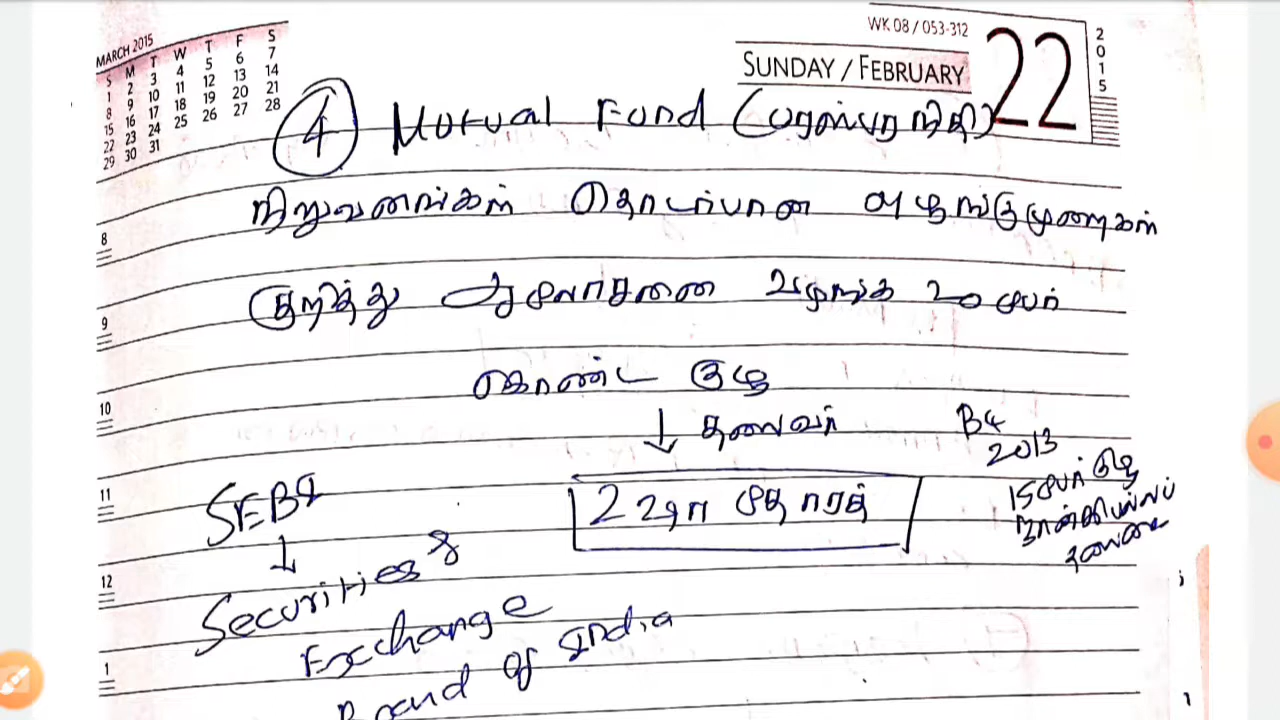 MARCH 2015
S M T W T F S
1 2 3 4 5 6 7
8 9 10 11 12 13 14
15 16 17 18 19 20 21
22 23 24 25 26 27 28
29 30 31
WK 08 / 053-312
SUNDAY / FEBRUARY 22
2015
④ Mutual Fund (பரஸ்பர நிதி)
8
நிறுவனங்கள் தொடர்பான ஒழுங்குமுறைகள்
9
குறித்து ஆலோசனை வழங்க 20 பேர்
10
கொண்ட குழு
↓ தலைவர்
11
SEBI
↓
உஷா தோரத்
B4
2013
15 பேர் குழு
12
Securities &
Exchange
1
Board of India